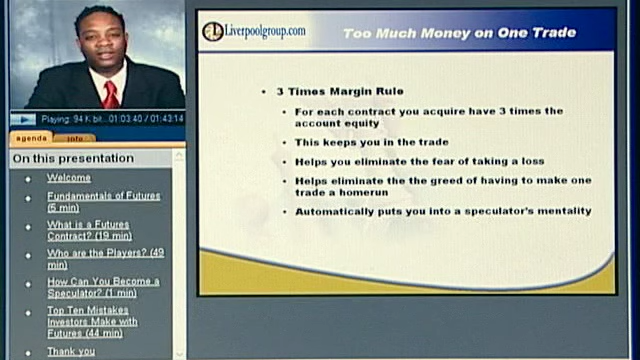 Playing: 94 K bit... 01:03:40 / 01:43:14
agenda
info
On this presentation
Welcome
Fundamentals of Futures
(5 min)
What is a Futures
Contract? (19 min)
Who are the Players? (49
min)
How Can You Become a
Speculator? (1 min)
Top Ten Mistakes
Investors Make with
Futures (44 min)
Thank you
Liverpoolgroup.com
Too Much Money on One Trade
• 3 Times Margin Rule
• For each contract you acquire have 3 times the
account equity
• This keeps you in the trade
• Helps you eliminate the fear of taking a loss
• Helps eliminate the the greed of having to make one
trade a homerun
• Automatically puts you into a speculator's mentality